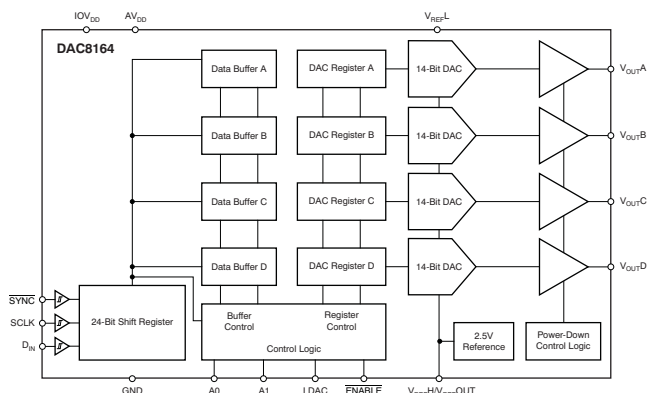 IOVDD AVDD VREFL
DAC8164
Data Buffer A DAC Register A 14-Bit DAC VOUTA
Data Buffer B DAC Register B 14-Bit DAC VOUTB
Data Buffer C DAC Register C 14-Bit DAC VOUTC
Data Buffer D DAC Register D 14-Bit DAC VOUTD
SYNC
SCLK
DIN
24-Bit Shift Register
Buffer Control
Register Control
Control Logic
2.5V Reference
Power-Down Control Logic
GND A0 A1 LDAC ENABLE VREFH/VREFOUT